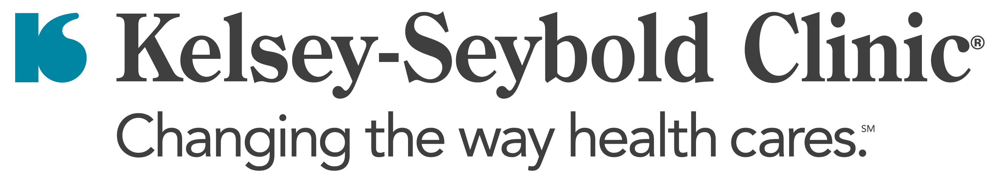 Kelsey-Seybold Clinic®
Changing the way health cares.℠